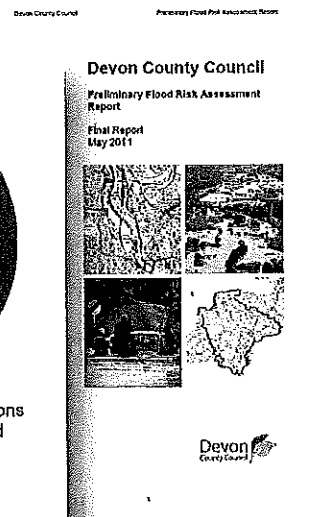 Devon County Council
Preliminary Flood Risk Assessment Report
Devon County Council
Preliminary Flood Risk Assessment
Report
Final Report
May 2011
ons
Devon
County Council